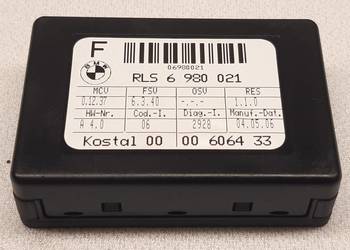 F
BMW
06980021
RLS 6 980 021
MCV FSV OSV RES
0.12.37 6.3.40 -.-.- 1.1.0
HW-Nr. Cod.-I. Diag.-I. Manuf.-Dat.
A 4.0 06 2928 04.05.06
Kostal 00 00 6064 33